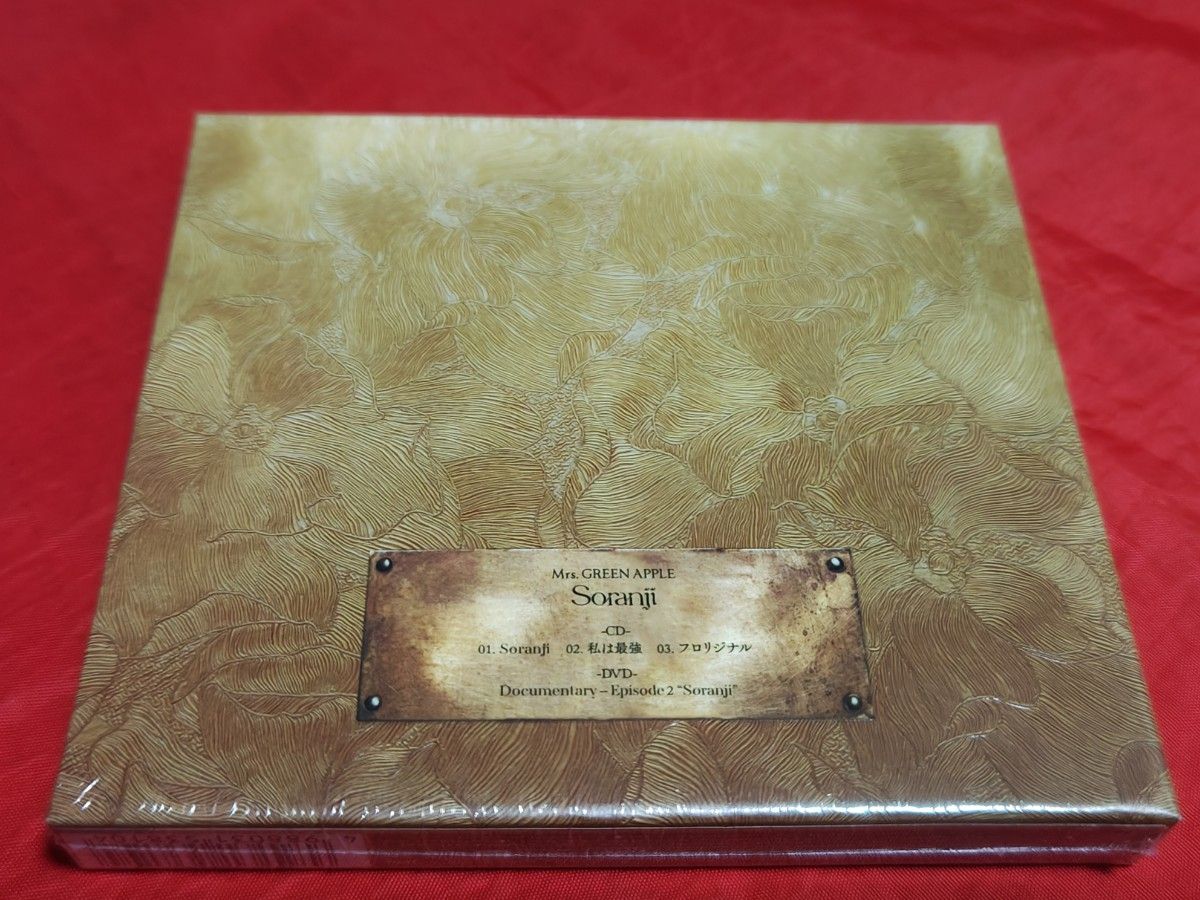 Mrs. GREEN APPLE
Soranji
-CD-
01. Soranji 02. 私は最強 03. フロリジナル
-DVD-
Documentary – Episode 2 “Soranji”